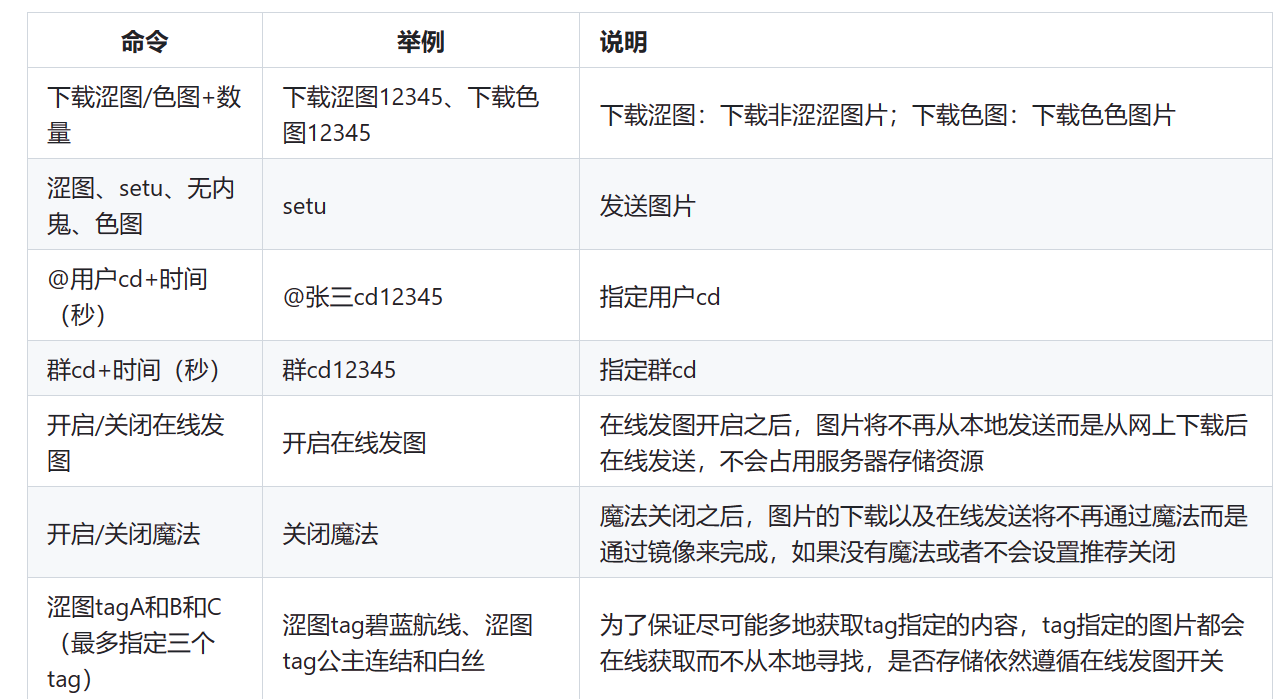 命令
举例
说明
下载涩图/色图+数
量
下载涩图12345、下载色
图12345
下载涩图：下载非涩涩图片；下载色图：下载色色图片
涩图、setu、无内
鬼、色图
setu
发送图片
@用户cd+时间
（秒）
@张三cd12345
指定用户cd
群cd+时间（秒）
群cd12345
指定群cd
开启/关闭在线发
图
开启在线发图
在线发图开启之后，图片将不再从本地发送而是从网上下载后
在线发送，不会占用服务器存储资源
开启/关闭魔法
关闭魔法
魔法关闭之后，图片的下载以及在线发送将不再通过魔法而是
通过镜像来完成，如果没有魔法或者不会设置推荐关闭
涩图tagA和B和C
（最多指定三个
tag）
涩图tag碧蓝航线、涩图
tag公主连结和白丝
为了保证尽可能多地获取tag指定的内容，tag指定的图片都会
在线获取而不从本地寻找，是否存储依然遵循在线发图开关